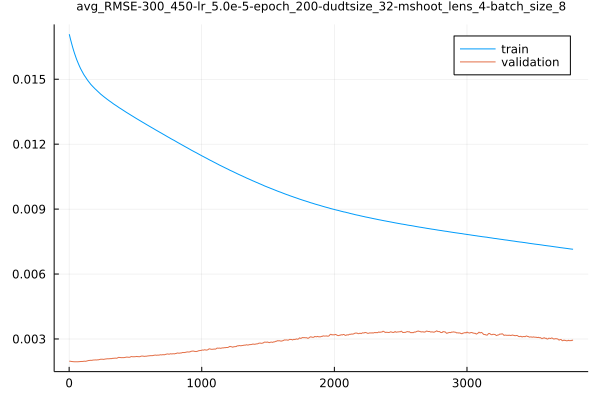 avg_RMSE-300_450-lr_5.0e-5-epoch_200-dudtsize_32-mshoot_lens_4-batch_size_8
train
validation
0.015
0.012
0.009
0.006
0.003
0 1000 2000 3000